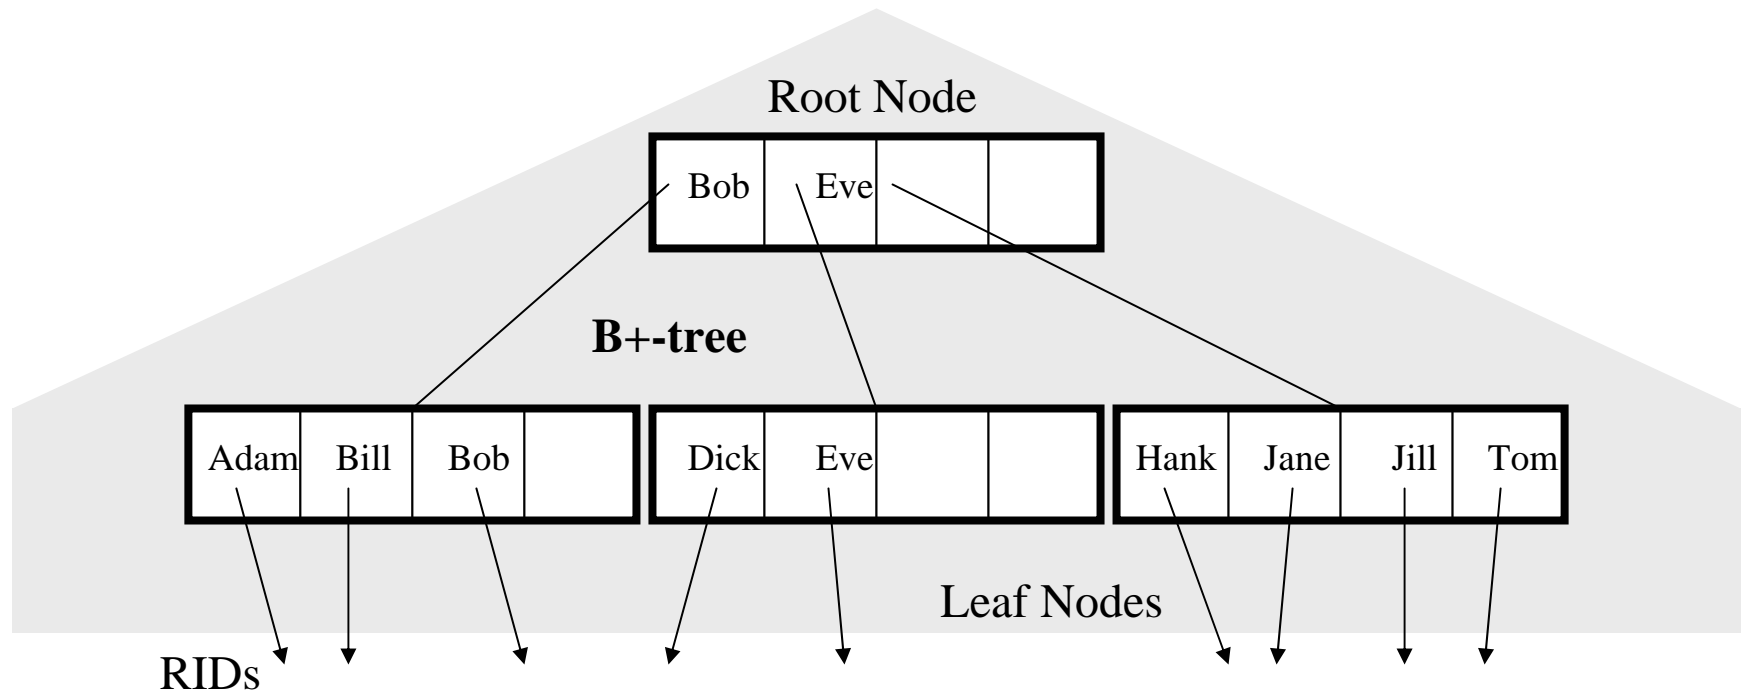 Root Node
Bob Eve
B+-tree
Adam Bill Bob Dick Eve Hank Jane Jill Tom
Leaf Nodes
RIDs